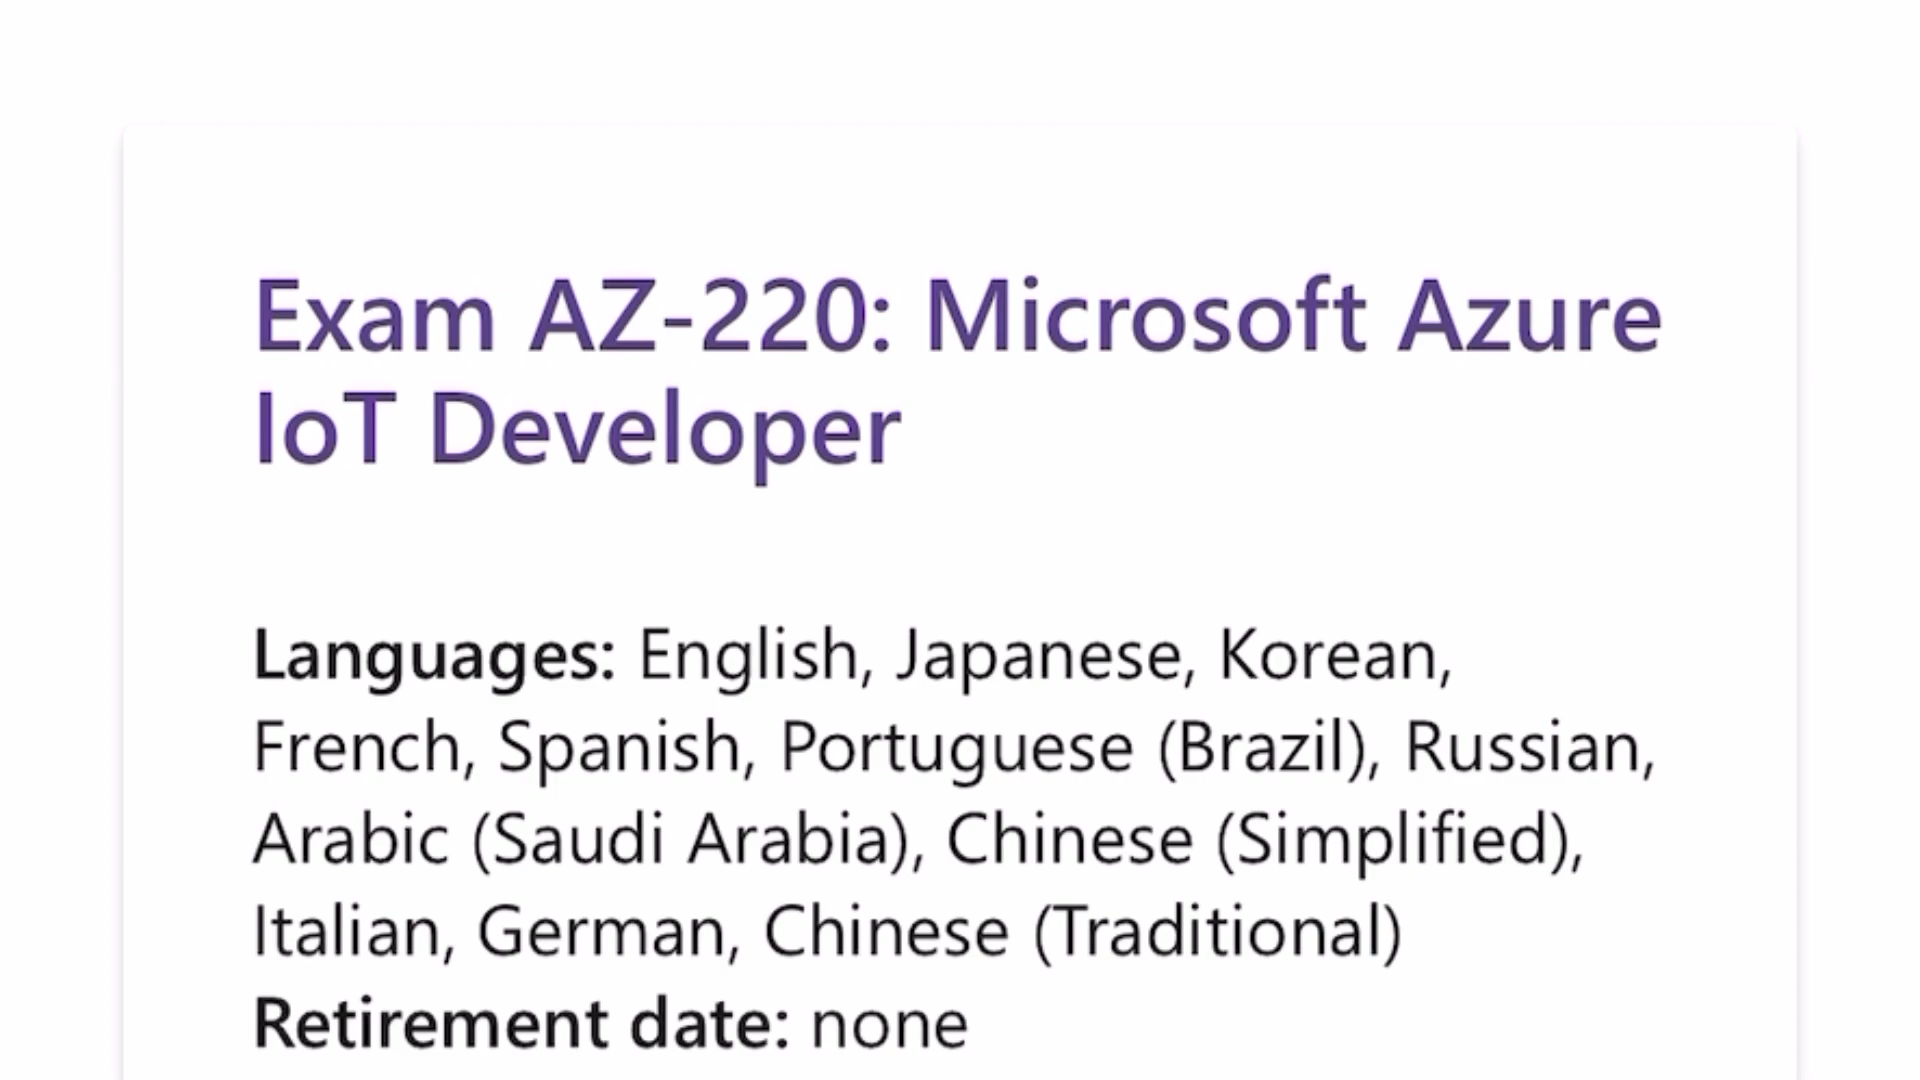 Exam AZ-220: Microsoft Azure
IoT Developer
Languages: English, Japanese, Korean,
French, Spanish, Portuguese (Brazil), Russian,
Arabic (Saudi Arabia), Chinese (Simplified),
Italian, German, Chinese (Traditional)
Retirement date: none